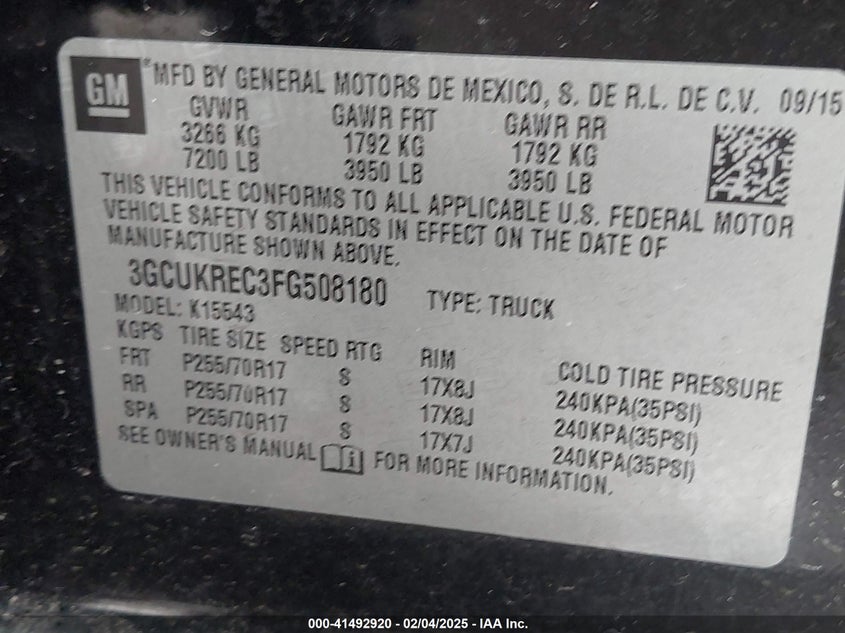 GM
*MFD BY GENERAL MOTORS DE MEXICO, S. DE R.L. DE C.V. 09/15
GVWR GAWR FRT GAWR RR
3266 KG 1792 KG 1792 KG
7200 LB 3950 LB 3950 LB
THIS VEHICLE CONFORMS TO ALL APPLICABLE U.S. FEDERAL MOTOR
VEHICLE SAFETY STANDARDS IN EFFECT ON THE DATE OF
MANUFACTURE SHOWN ABOVE.
3GCUKREC3FG508180 TYPE: TRUCK
MODEL: K15543
KGPS TIRE SIZE SPEED RTG RIM COLD TIRE PRESSURE
FRT P255/70R17 S 17X8J 240KPA(35PSI)
RR P255/70R17 S 17X8J 240KPA(35PSI)
SPA P255/70R17 S 17X7J 240KPA(35PSI)
SEE OWNER'S MANUAL i FOR MORE INFORMATION.
000-41492920 - 02/04/2025 - IAA Inc.